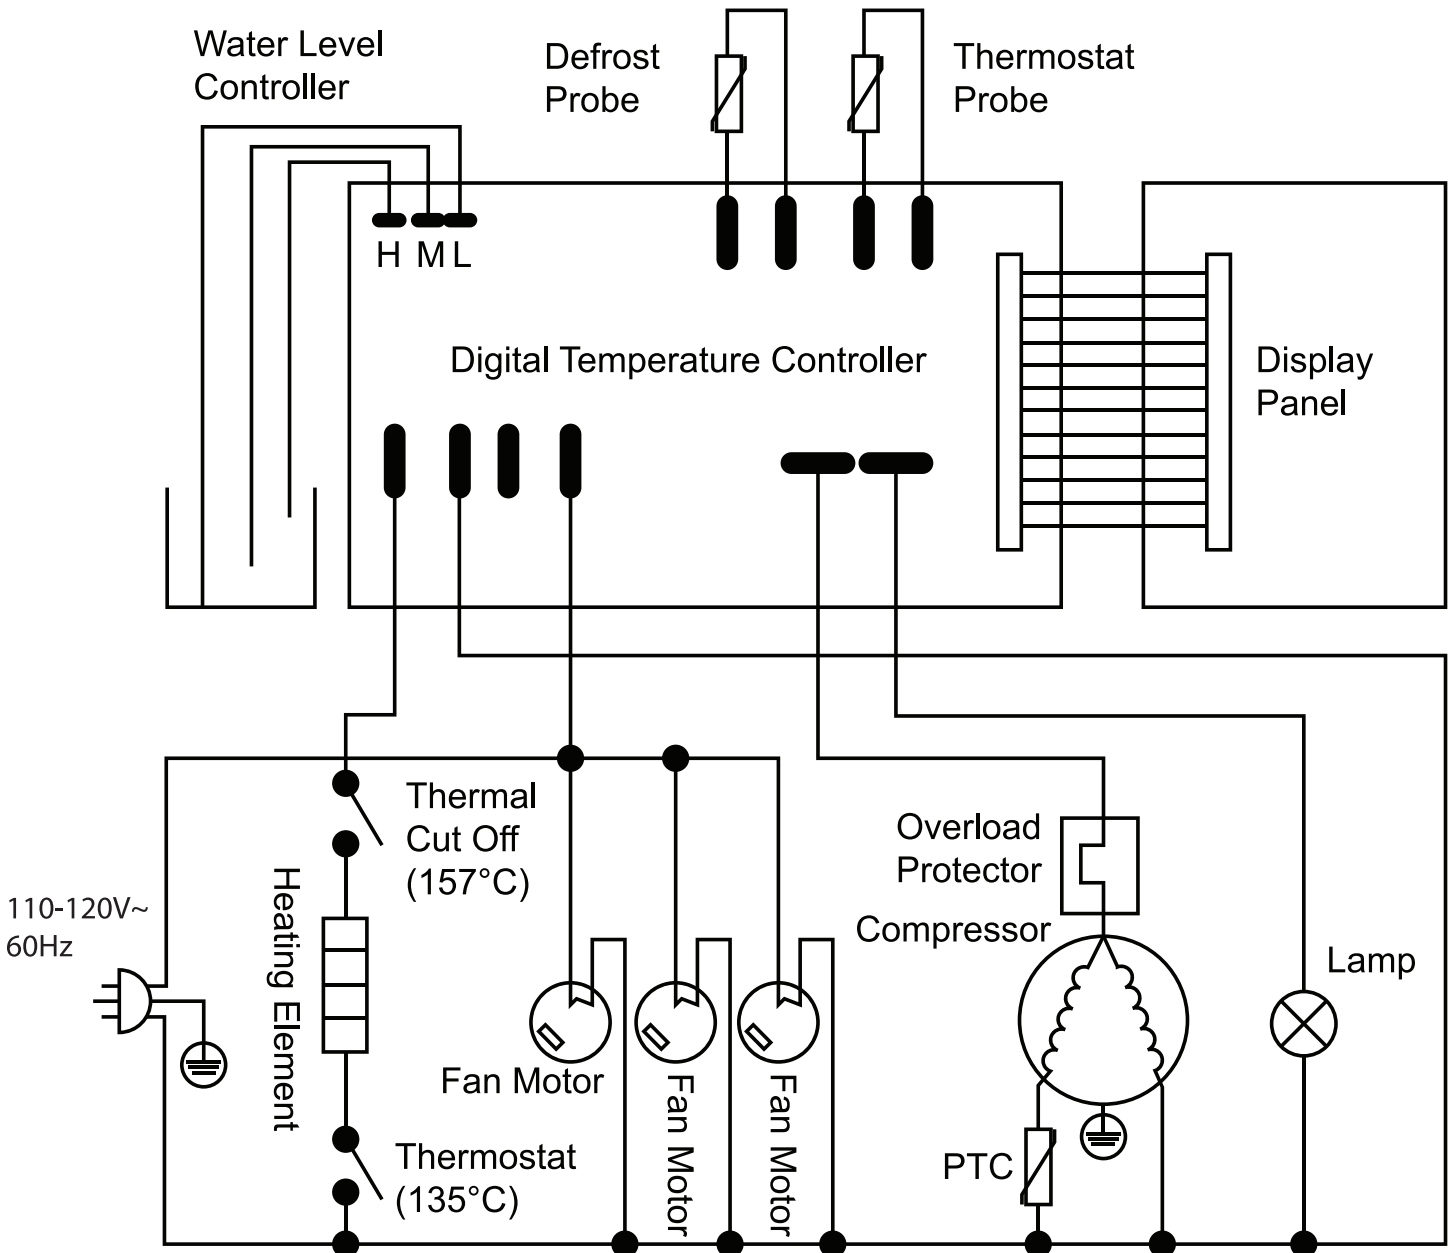 Water Level
Controller
Defrost
Probe
Thermostat
Probe
H M L
Digital Temperature Controller
Display
Panel
Thermal
Cut Off
(157°C)
Overload
Protector
110-120V~
60Hz
Heating Element
Compressor
Lamp
Fan Motor
Fan Motor
Fan Motor
Thermostat
(135°C)
PTC